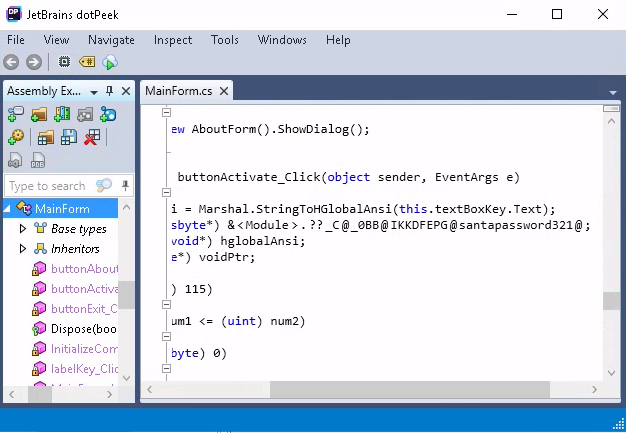 JetBrains dotPeek
File View Navigate Inspect Tools Windows Help
Assembly Ex...
MainForm.cs
Type to search
MainForm
Base types
Inheritors
buttonAbou
buttonActiva
buttonExit_C
Dispose(boo
InitializeCom
labelKey_Clic
ew AboutForm().ShowDialog();
buttonActivate_Click(object sender, EventArgs e)
i = Marshal.StringToHGlobalAnsi(this.textBoxKey.Text);
sbyte*) &<Module>.??_C@_0BB@IKKDFEPG@santapassword321@;
void*) hglobalAnsi;
e*) voidPtr;
) 115)
um1 <= (uint) num2)
byte) 0)